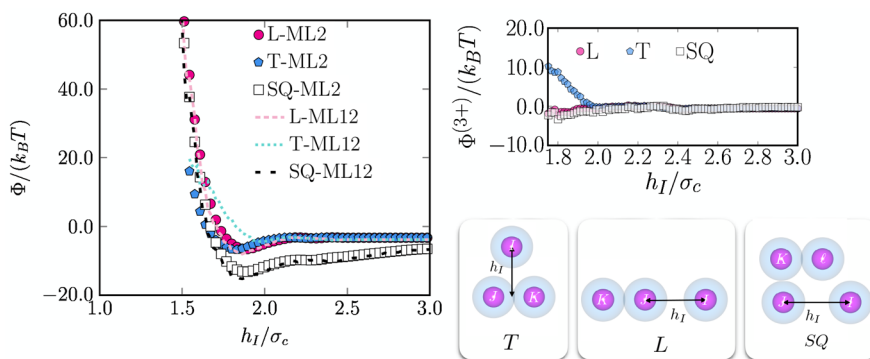 60.0
40.0
20.0
0.0
−20.0
Φ/(k_BT)
L-ML2
T-ML2
SQ-ML2
L-ML12
T-ML12
SQ-ML12
1.0 1.5 2.0 2.5 3.0
h_I/σ_c
20.0
10.0
0.0
−10.0
Φ^(3+)/(k_BT)
L T SQ
1.8 2.0 2.2 2.4 2.6 2.8 3.0
h_I/σ_c
I
h_I
J K
T
K J I
h_I
L
K
J I
h_I
SQ